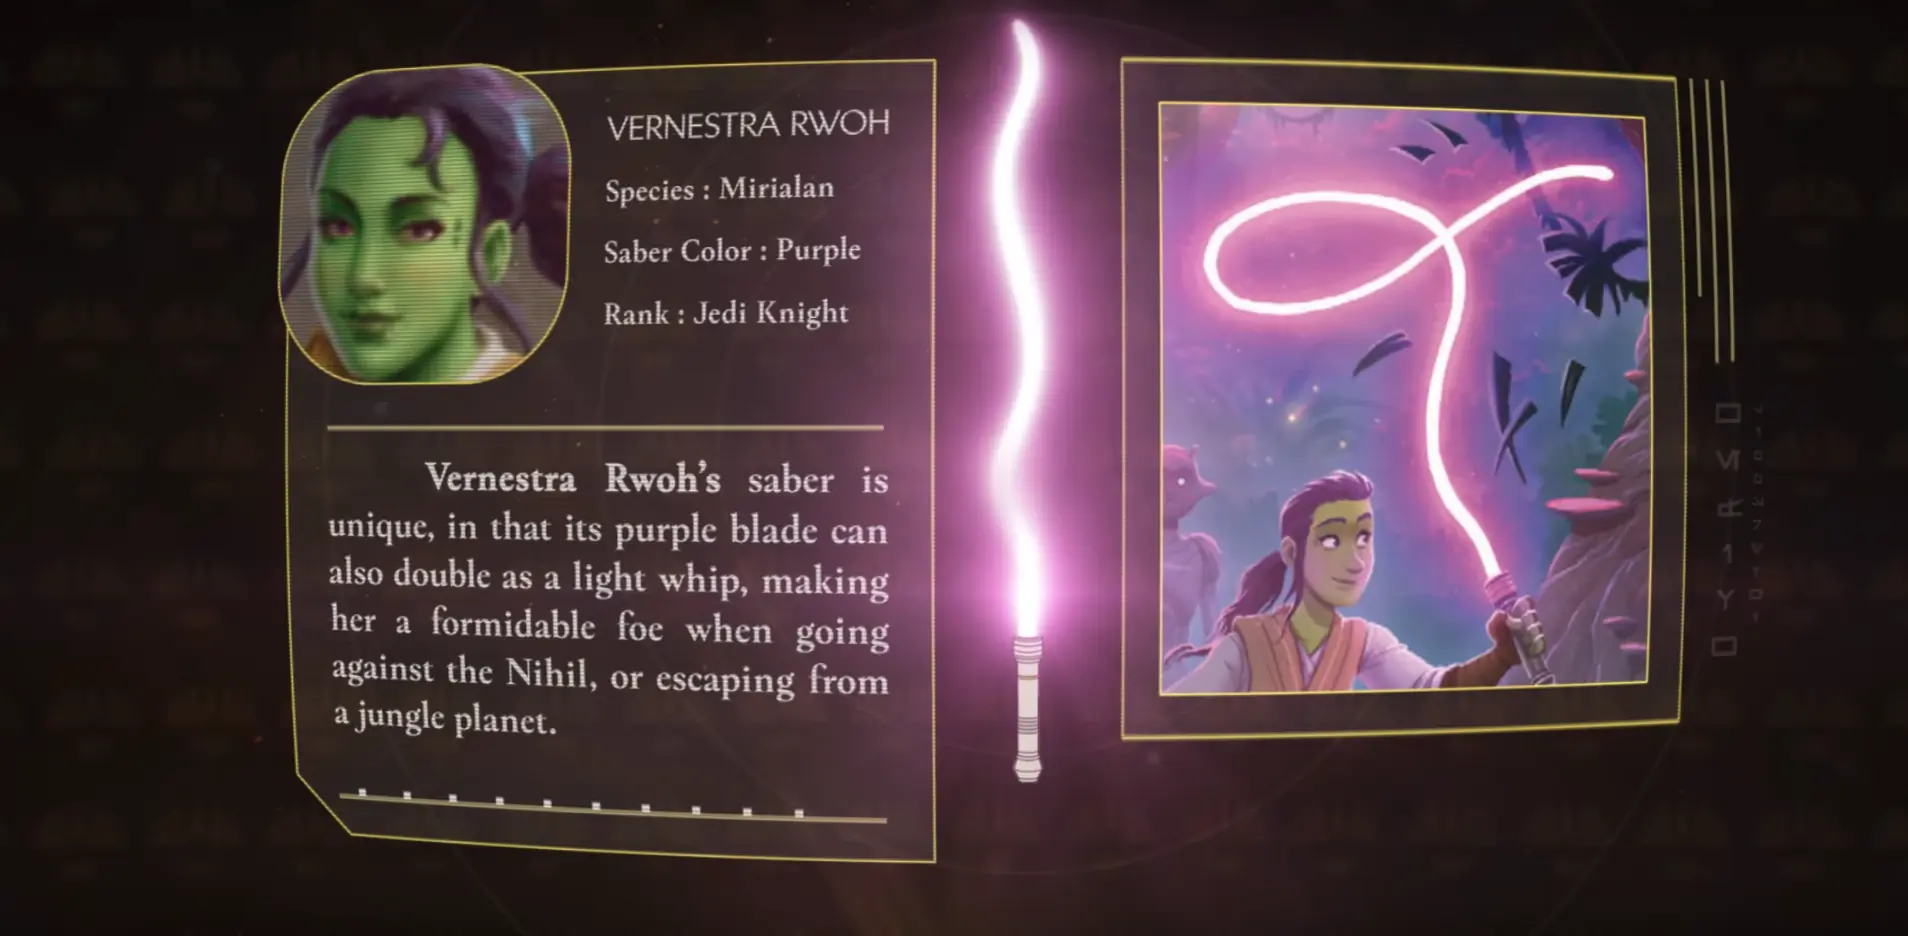 VERNESTRA RWOH
Species : Mirialan
Saber Color : Purple
Rank : Jedi Knight
Vernestra Rwoh's saber is
unique, in that its purple blade can
also double as a light whip, making
her a formidable foe when going
against the Nihil, or escaping from
a jungle planet.